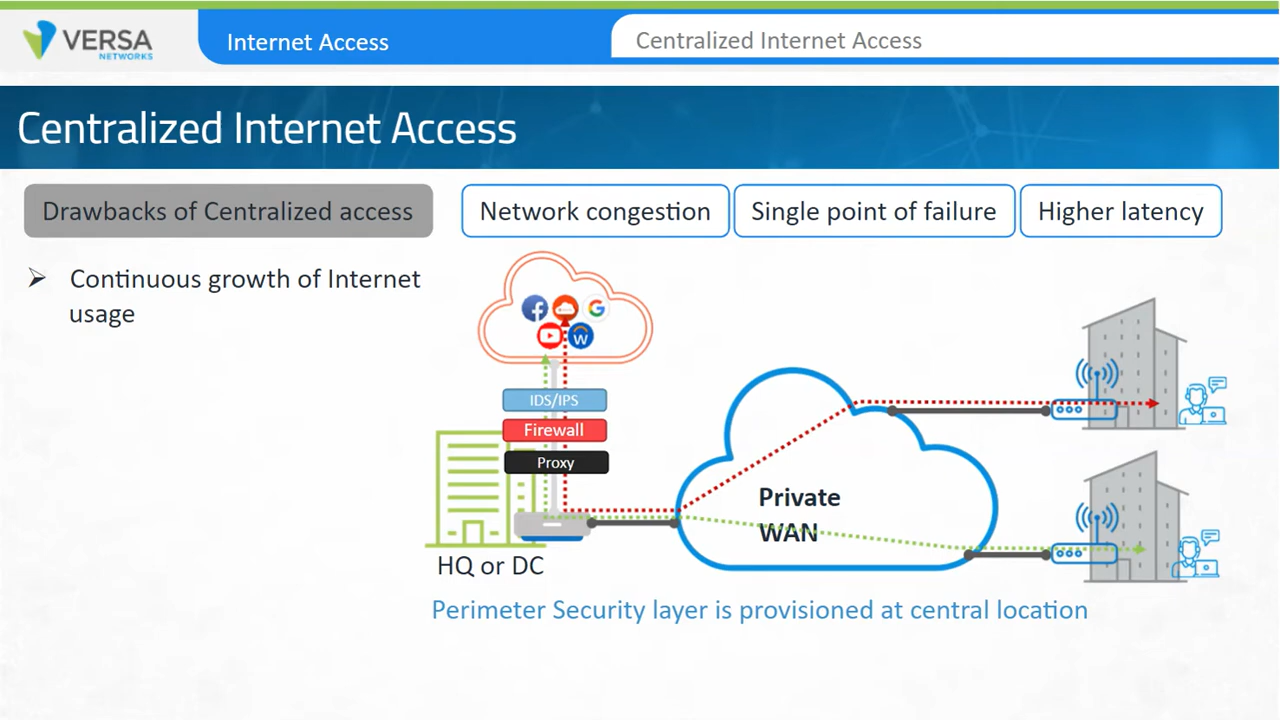 VERSA
NETWORKS
Internet Access
Centralized Internet Access
Centralized Internet Access
Drawbacks of Centralized access
Network congestion
Single point of failure
Higher latency
➢ Continuous growth of Internet
usage
IDS/IPS
Firewall
Proxy
Private
WAN
HQ or DC
Perimeter Security layer is provisioned at central location